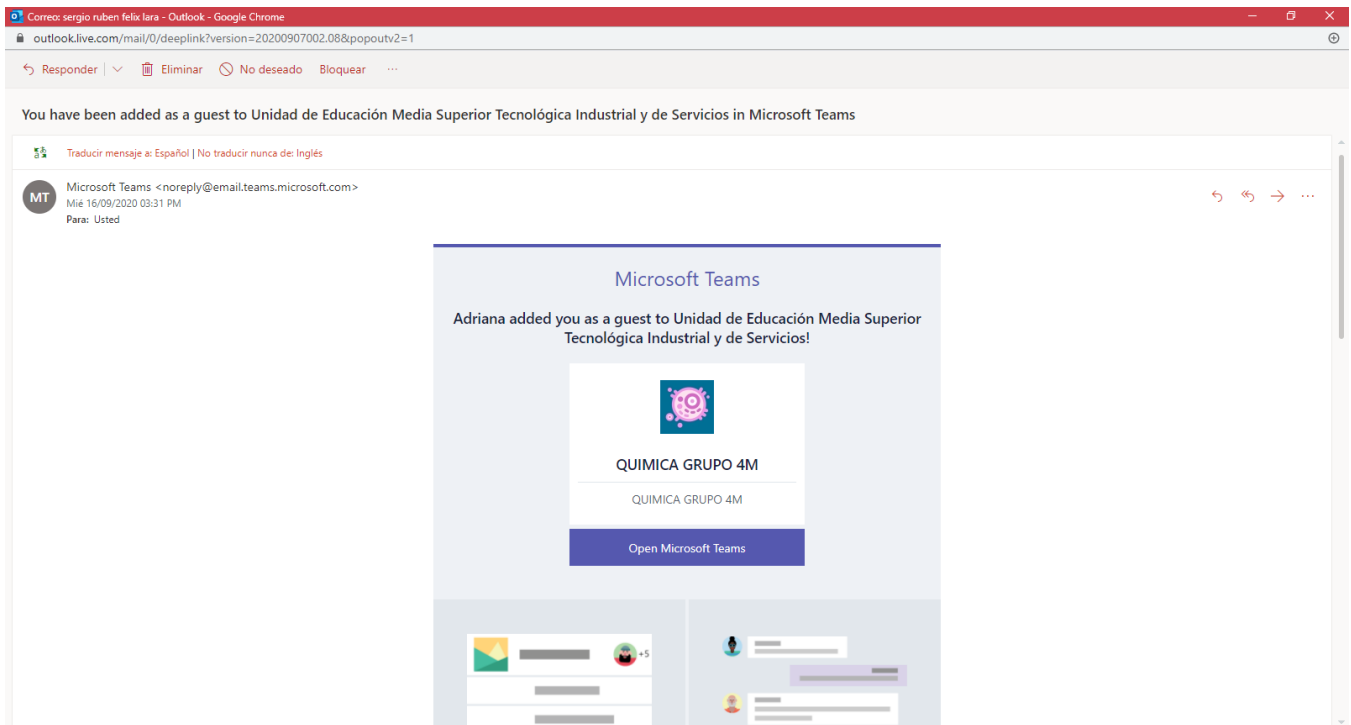 Correo: sergio ruben felix lara - Outlook - Google Chrome
outlook.live.com/mail/0/deeplink?version=20200907002.08&popoutv2=1
Responder Eliminar No deseado Bloquear ...
You have been added as a guest to Unidad de Educación Media Superior Tecnológica Industrial y de Servicios in Microsoft Teams
Traducir mensaje a: Español | No traducir nunca de: Inglés
MT
Microsoft Teams <noreply@email.teams.microsoft.com>
Mié 16/09/2020 03:31 PM
Para: Usted
Microsoft Teams
Adriana added you as a guest to Unidad de Educación Media Superior
Tecnológica Industrial y de Servicios!
QUIMICA GRUPO 4M
QUIMICA GRUPO 4M
Open Microsoft Teams
+5